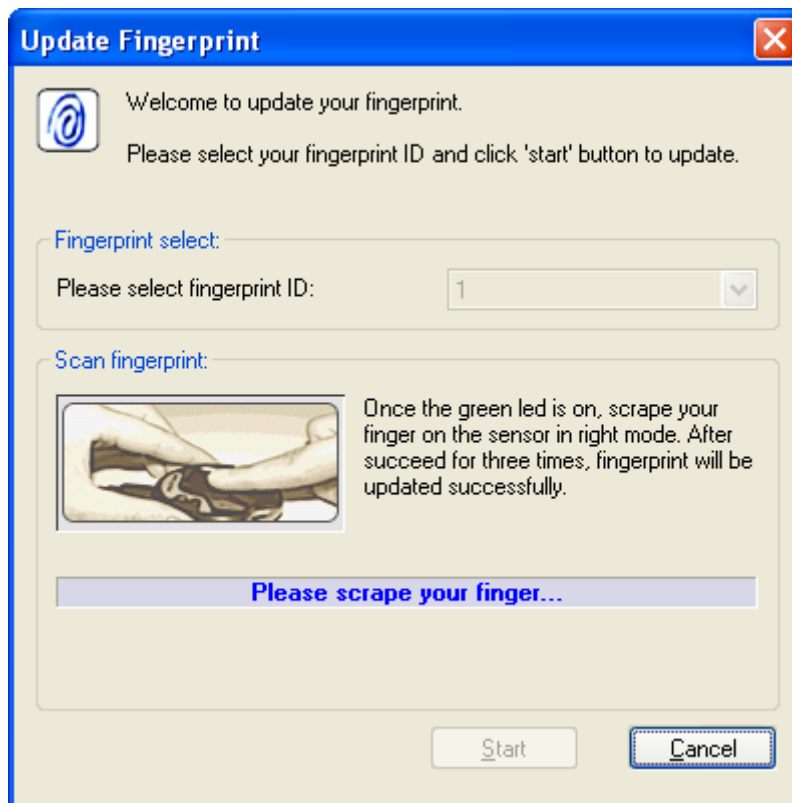 Update Fingerprint
Welcome to update your fingerprint.
Please select your fingerprint ID and click 'start' button to update.
Fingerprint select:
Please select fingerprint ID:
1
Scan fingerprint:
Once the green led is on, scrape your
finger on the sensor in right mode. After
succeed for three times, fingerprint will be
updated successfully.
Please scrape your finger...
Start
Cancel